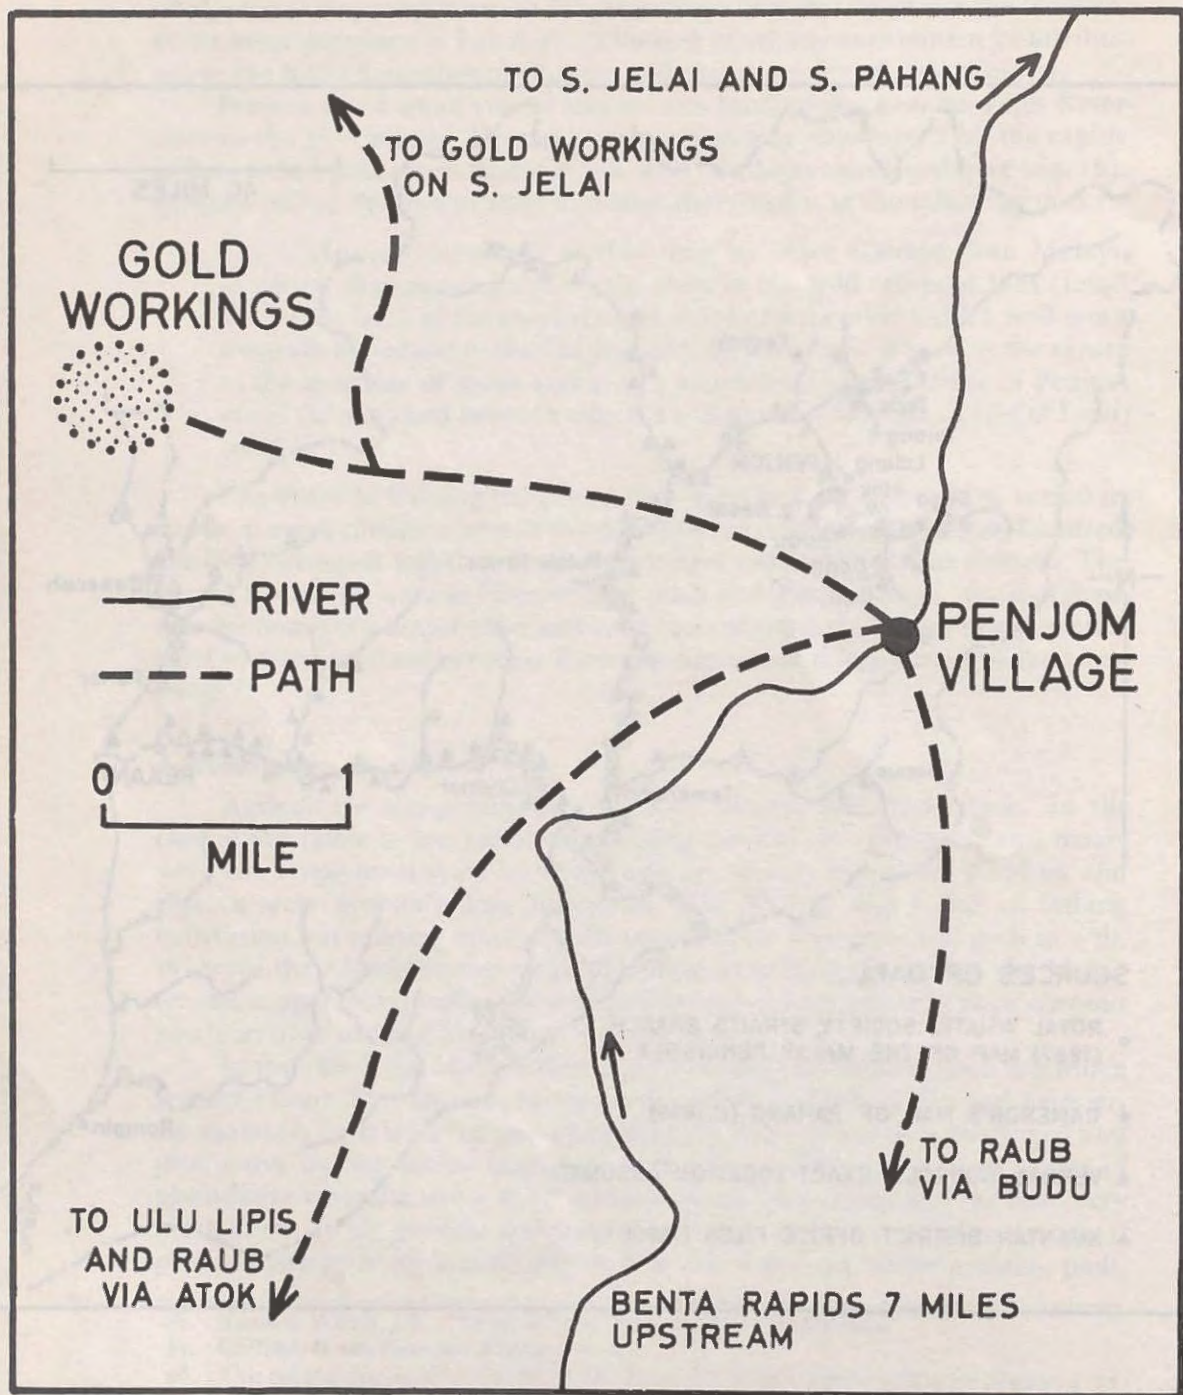 TO S. JELAI AND S. PAHANG
TO GOLD WORKINGS
ON S. JELAI
GOLD
WORKINGS
RIVER
PATH
PENJOM
VILLAGE
0 1
MILE
TO RAUB
VIA BUDU
TO ULU LIPIS
AND RAUB
VIA ATOK
BENTA RAPIDS 7 MILES
UPSTREAM